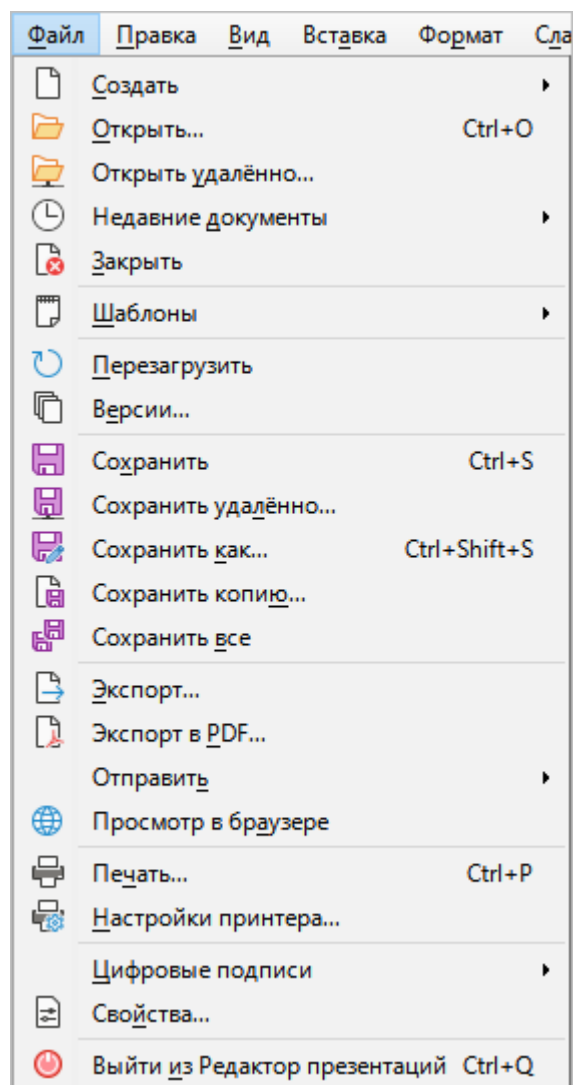 Файл Правка Вид Вставка Формат Сла
Создать
Открыть... Ctrl+O
Открыть удалённо...
Недавние документы
Закрыть
Шаблоны
Перезагрузить
Версии...
Сохранить Ctrl+S
Сохранить удалённо...
Сохранить как... Ctrl+Shift+S
Сохранить копию...
Сохранить все
Экспорт...
Экспорт в PDF...
Отправить
Просмотр в браузере
Печать... Ctrl+P
Настройки принтера...
Цифровые подписи
Свойства...
Выйти из Редактор презентаций Ctrl+Q